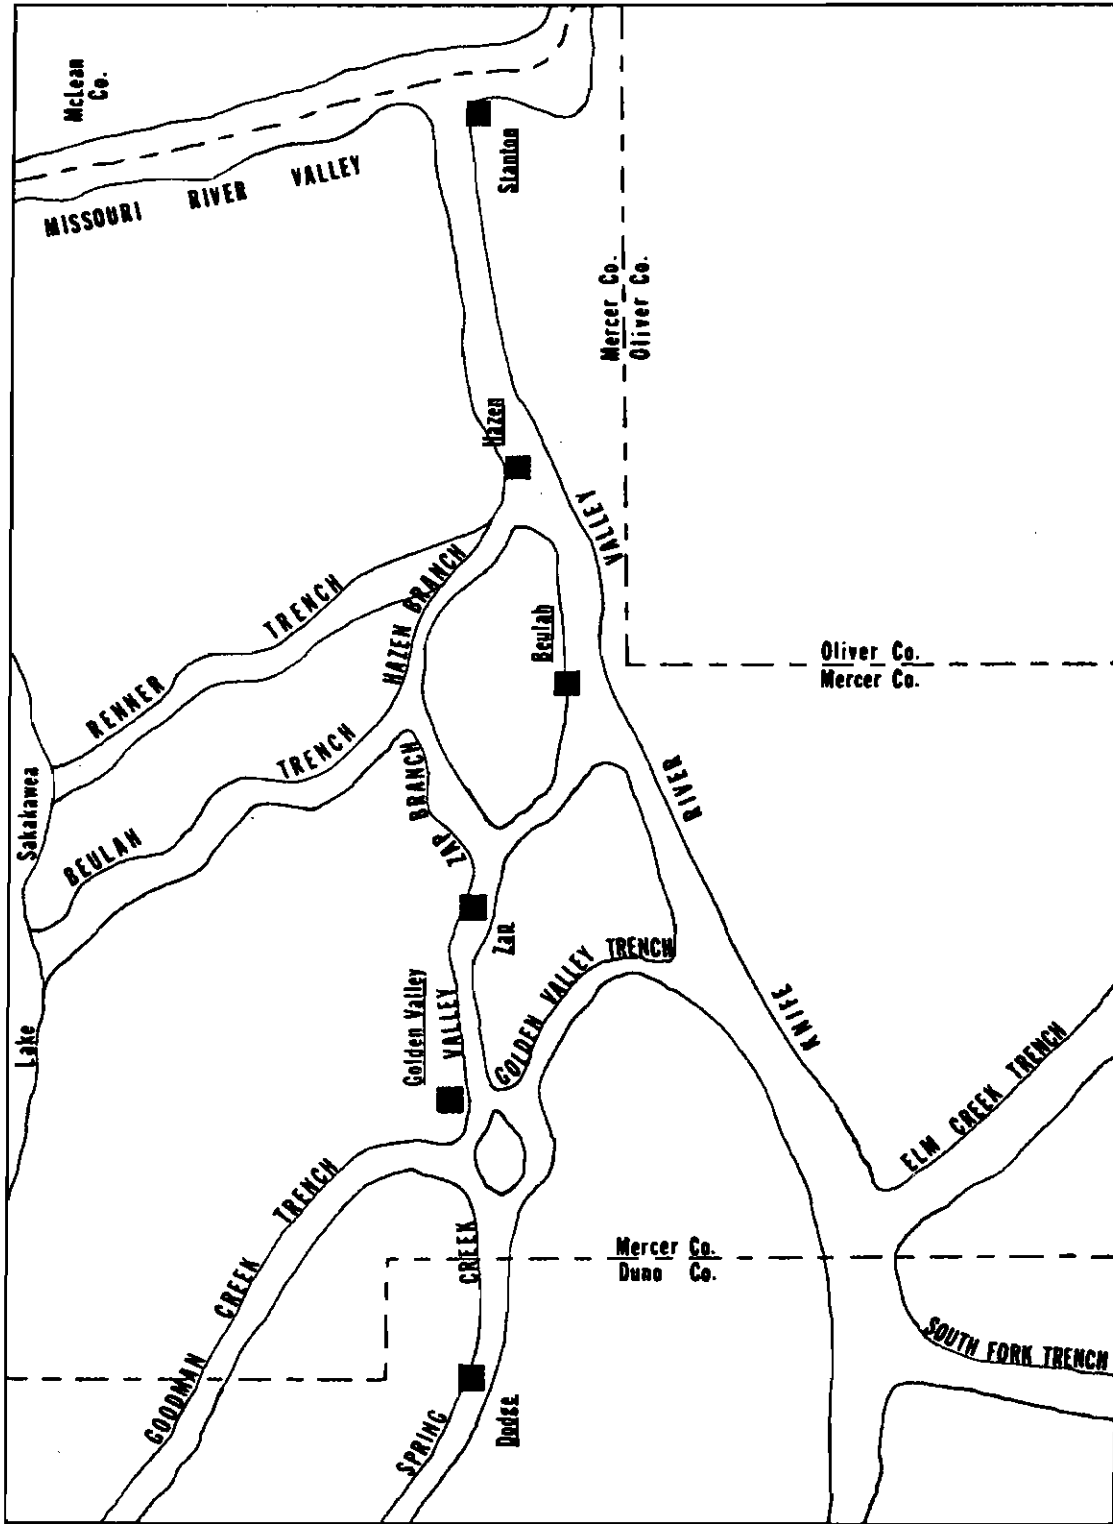 McLean
Co.
MISSOURI RIVER VALLEY
Stanton
Mercer Co.
Oliver Co.
Hazen
VALLEY
TRENCH
RENNER
HAZEN BRANCH
Beulah
Oliver Co.
Mercer Co.
Sakakawea
Lake
TRENCH
BEULAH
BRANCH
ZAP
RIVER
Zap
Golden Valley
VALLEY
GOLDEN VALLEY TRENCH
KNIFE
ELM CREEK TRENCH
GOODMAN CREEK TRENCH
CREEK
SPRING
Mercer Co.
Dunn Co.
Dodge
SOUTH FORK TRENCH